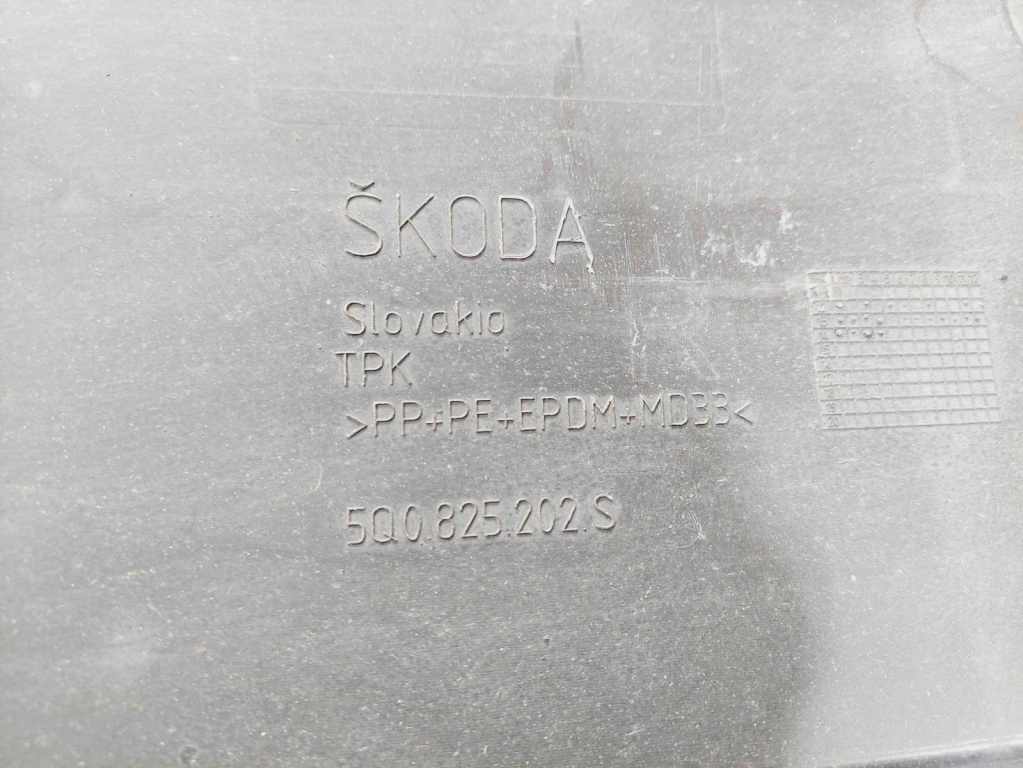 ŠKODA
Slovakia
TPK
>PP+PE+EPDM+MD33<
R
5Q0.825.202.S